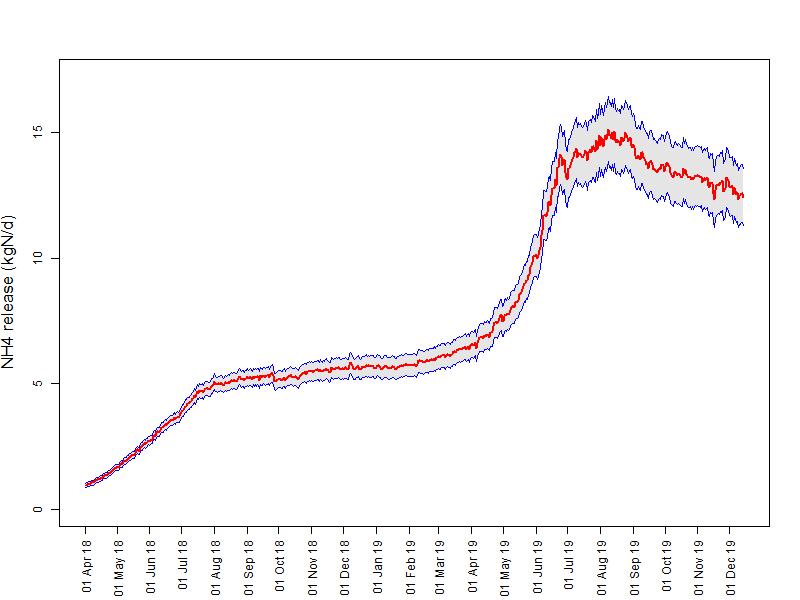 NH4 release (kgN/d)
15
10
5
0
01 Apr 18
01 May 18
01 Jun 18
01 Jul 18
01 Aug 18
01 Sep 18
01 Oct 18
01 Nov 18
01 Dec 18
01 Jan 19
01 Feb 19
01 Mar 19
01 Apr 19
01 May 19
01 Jun 19
01 Jul 19
01 Aug 19
01 Sep 19
01 Oct 19
01 Nov 19
01 Dec 19